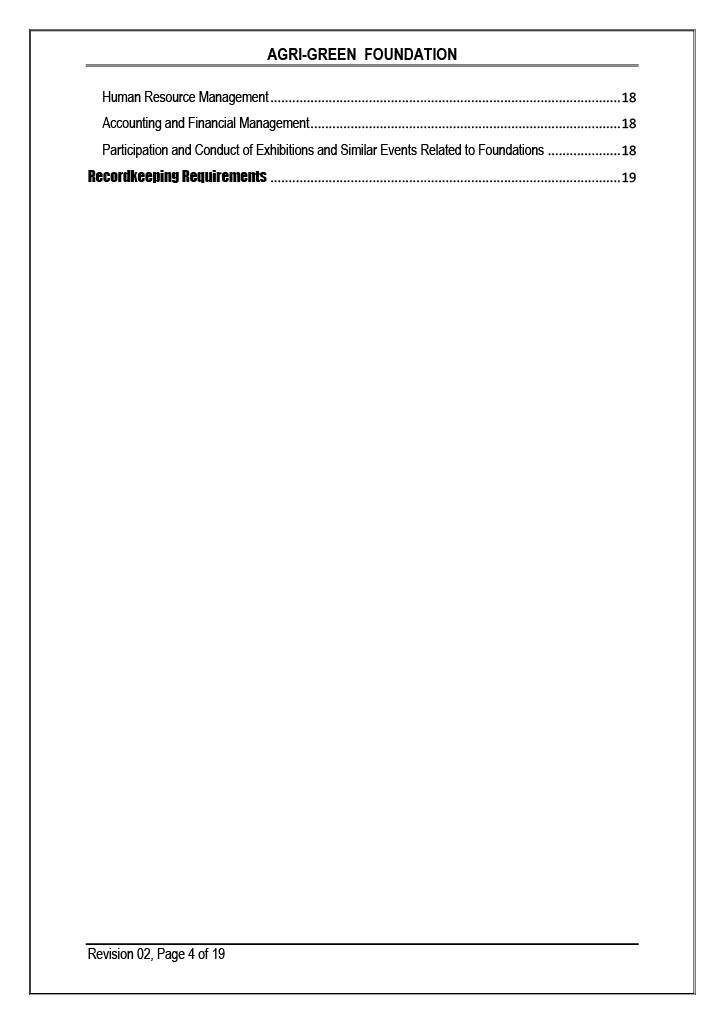 AGRI-GREEN  FOUNDATION
Human Resource Management.................................................................................................18
Accounting and Financial Management......................................................................................18
Participation and Conduct of Exhibitions and Similar Events Related to Foundations ....................18
Recordkeeping Requirements .................................................................................................19
Revision 02, Page 4 of 19